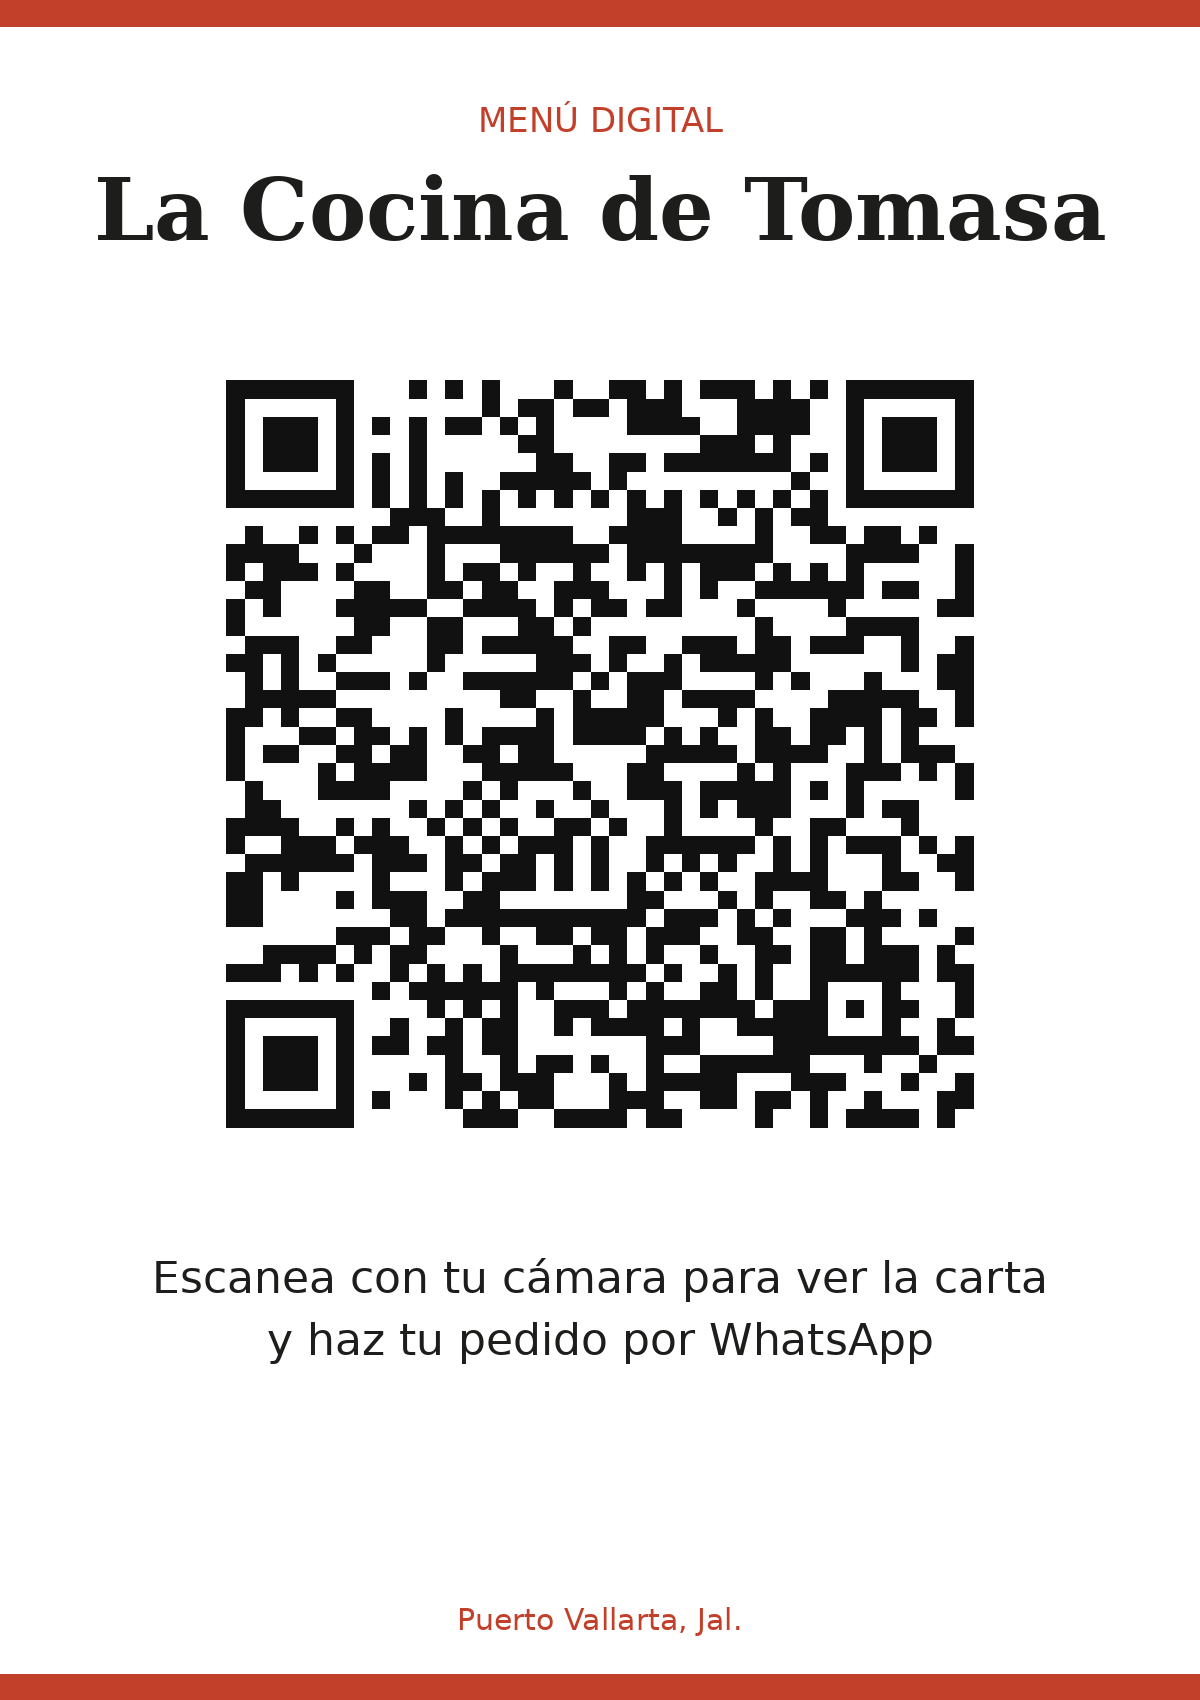 MENÚ DIGITAL
La Cocina de Tomasa
Escanea con tu cámara para ver la carta
y haz tu pedido por WhatsApp
Puerto Vallarta, Jal.